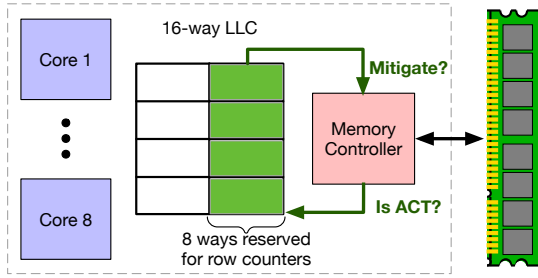 16-way LLC
Core 1
Mitigate?
Memory
Controller
Core 8
Is ACT?
8 ways reserved
for row counters